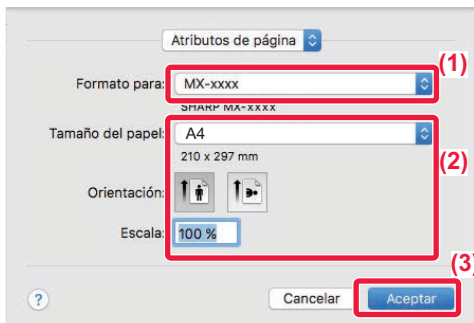 Atributos de página
(1)
Formato para: MX-xxxx
SHARP MX-xxxx
Tamaño del papel: A4
210 x 297 mm
(2)
Orientación:
Escala: 100 %
(3)
? Cancelar Aceptar